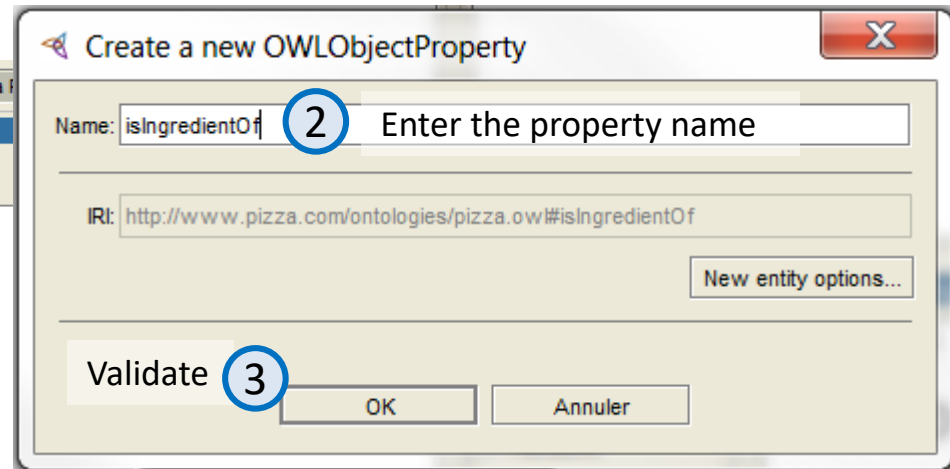 Create a new OWLObjectProperty
Name: isIngredientOf 2 Enter the property name
IRI: http://www.pizza.com/ontologies/pizza.owl#isIngredientOf
New entity options...
Validate 3
OK Annuler